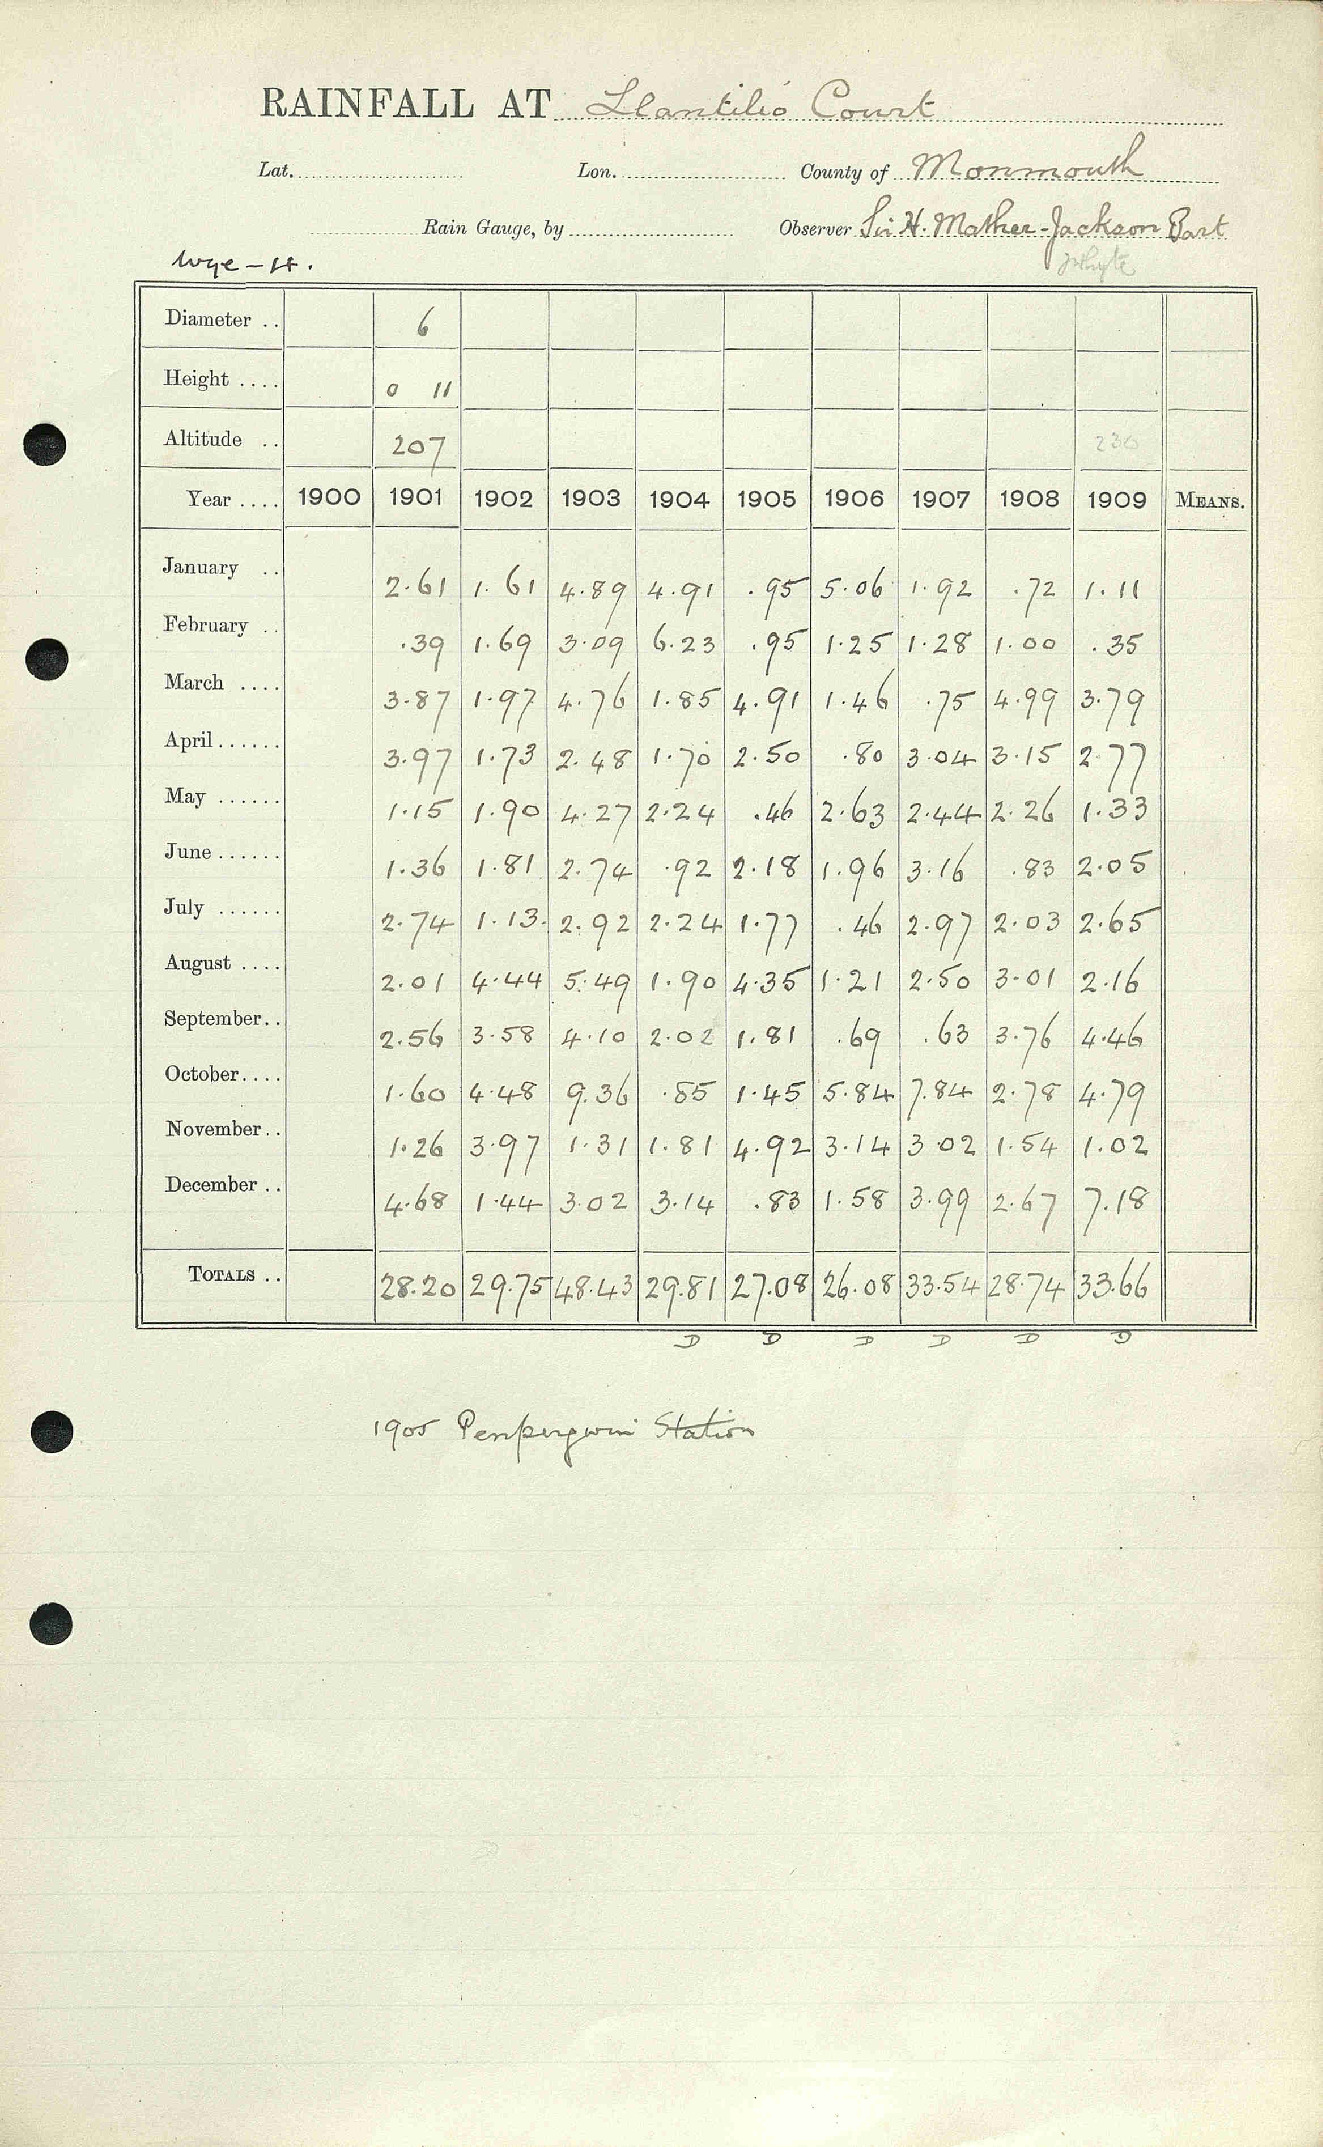 RAINFALL AT Llantilio Court
Lat. Lon. County of Monmouth
Rain Gauge, by Observer Sir H. Mather-Jackson Bart
Wye - H. Whyte
Diameter .. 6
Height .... 0 11
Altitude .. 207 230
Year .... 1900 1901 1902 1903 1904 1905 1906 1907 1908 1909 MEANS.
January .. 2.61 1.61 4.89 4.91 .95 5.06 1.92 .72 1.11
February .. .39 1.69 3.09 6.23 .95 1.25 1.28 1.00 .35
March .... 3.87 1.97 4.76 1.85 4.91 1.46 .75 4.99 3.79
April...... 3.97 1.73 2.48 1.70 2.50 .80 3.04 3.15 2.77
May ...... 1.15 1.90 4.27 2.24 .46 2.63 2.44 2.26 1.33
June...... 1.36 1.81 2.74 .92 2.18 1.96 3.16 .83 2.05
July ...... 2.74 1.13 2.92 2.24 1.77 .46 2.97 2.03 2.65
August .... 2.01 4.44 5.49 1.90 4.35 1.21 2.50 3.01 2.16
September.. 2.56 3.58 4.10 2.02 1.81 .69 .63 3.76 4.46
October.... 1.60 4.48 9.36 .85 1.45 5.84 7.84 2.78 4.79
November.. 1.26 3.97 1.31 1.81 4.92 3.14 3.02 1.54 1.02
December .. 4.68 1.44 3.02 3.14 .83 1.58 3.99 2.67 7.18
TOTALS .. 28.20 29.75 48.43 29.81 27.08 26.08 33.54 28.74 33.66
D D D D D D
1905 Penpergwm Station